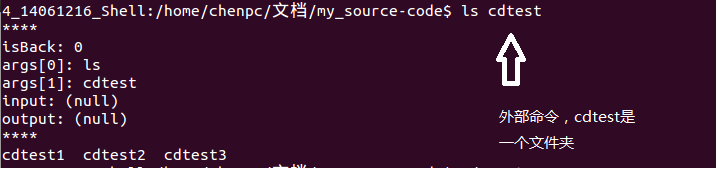 4_14061216_Shell:/home/chenpc/文档/my_source-code$ ls cdtest
****
isBack: 0
args[0]: ls
args[1]: cdtest
input: (null)
output: (null)
****
cdtest1  cdtest2  cdtest3
外部命令，cdtest是
一个文件夹